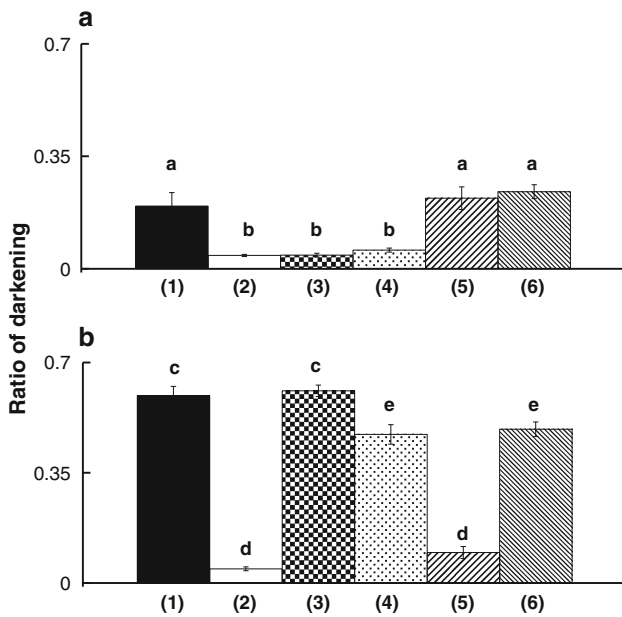 a
0.7
0.35
0
a b b b a a
(1) (2) (3) (4) (5) (6)
Ratio of darkening
b
0.7
0.35
0
c d c e d e
(1) (2) (3) (4) (5) (6)